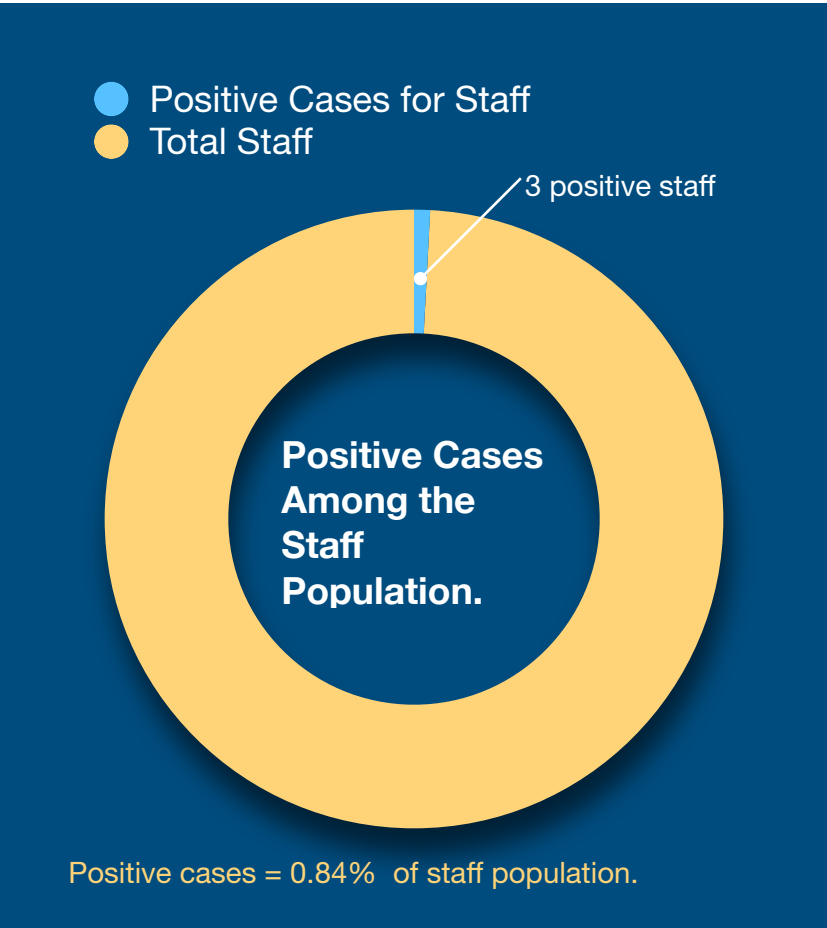 Positive Cases for Staff
Total Staff
3 positive staff
Positive Cases
Among the
Staff
Population.
Positive cases = 0.84% of staff population.